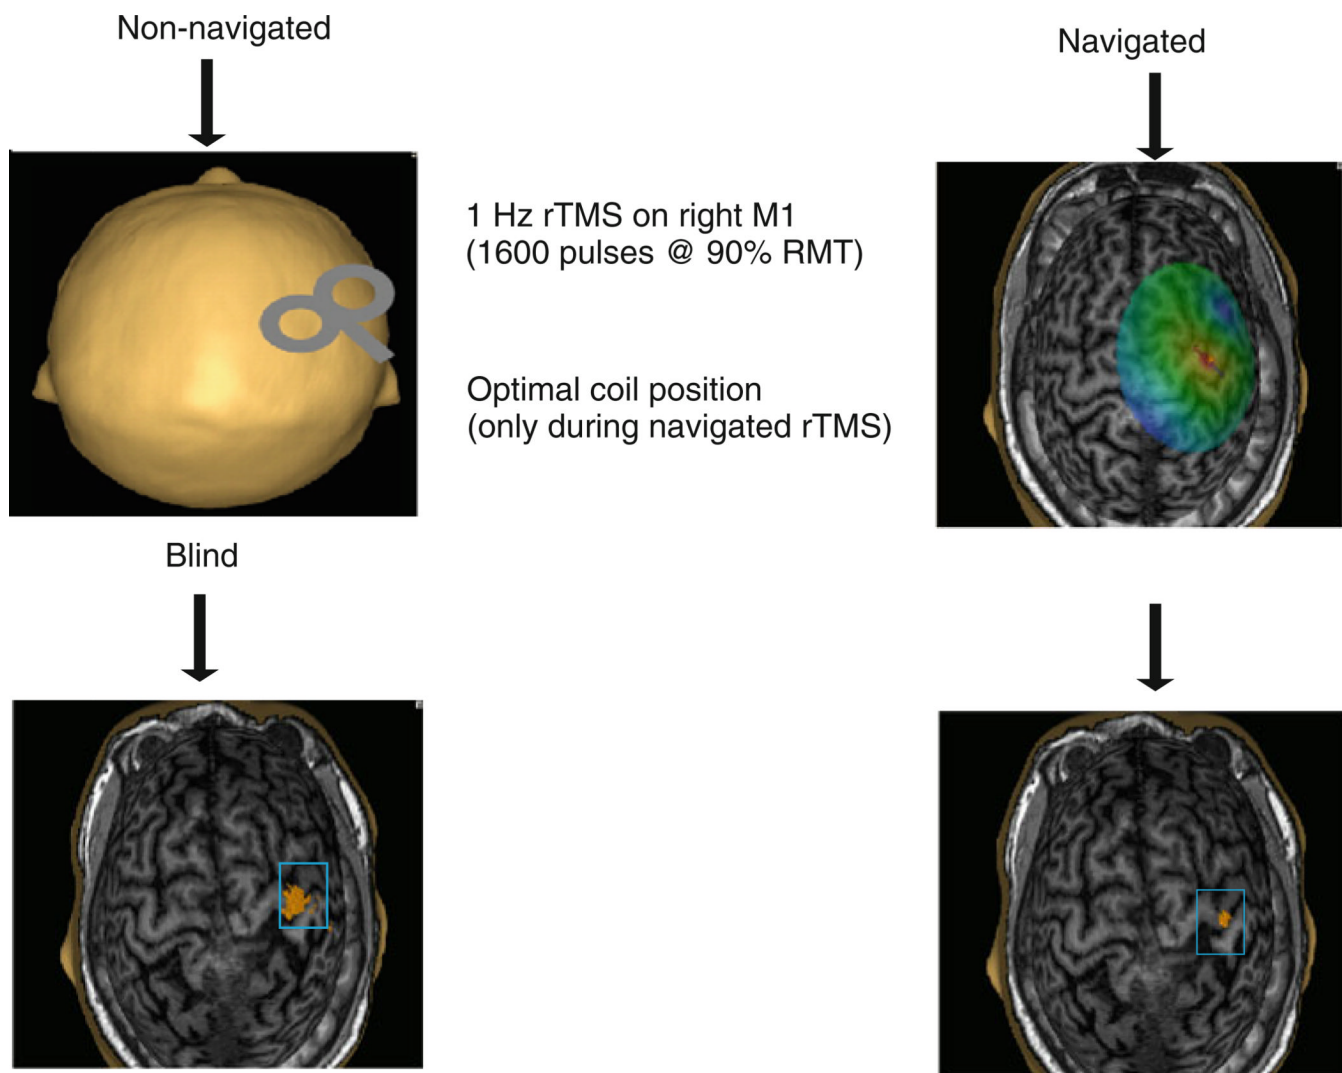 Non-navigated
Navigated
1 Hz rTMS on right M1
(1600 pulses @ 90% RMT)
Optimal coil position
(only during navigated rTMS)
Blind